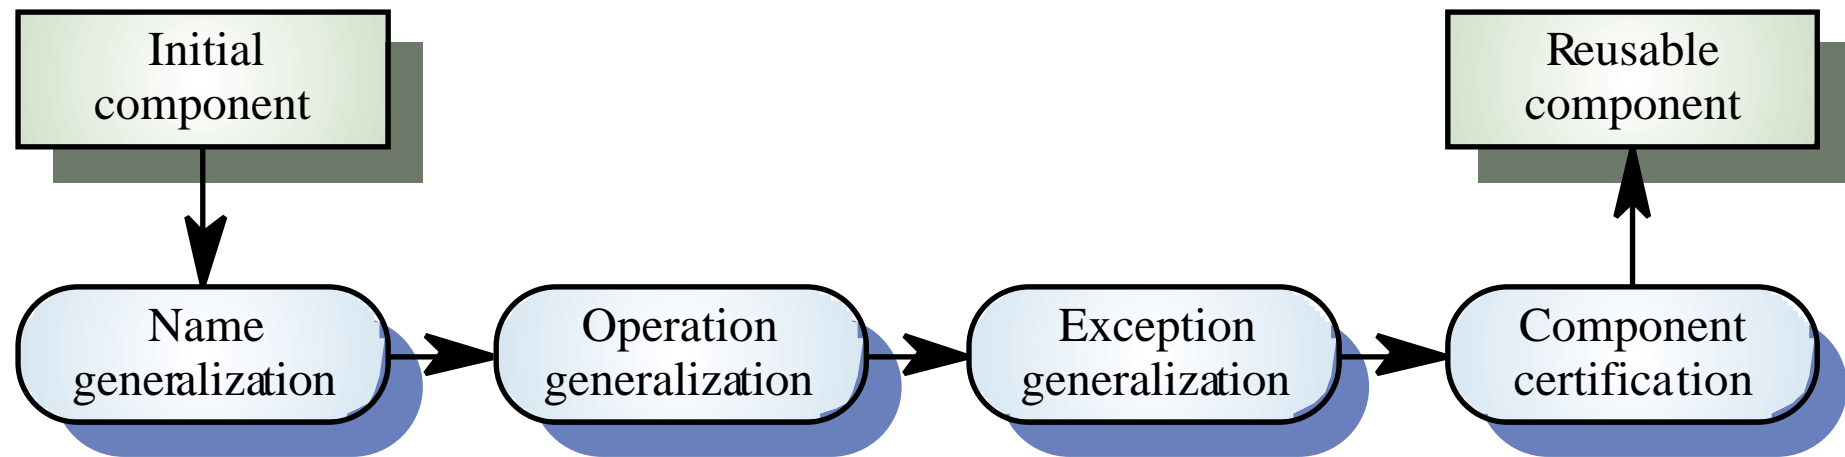 Initial
component
Reusable
component
Name
generalization
Operation
generalization
Exception
generalization
Component
certification